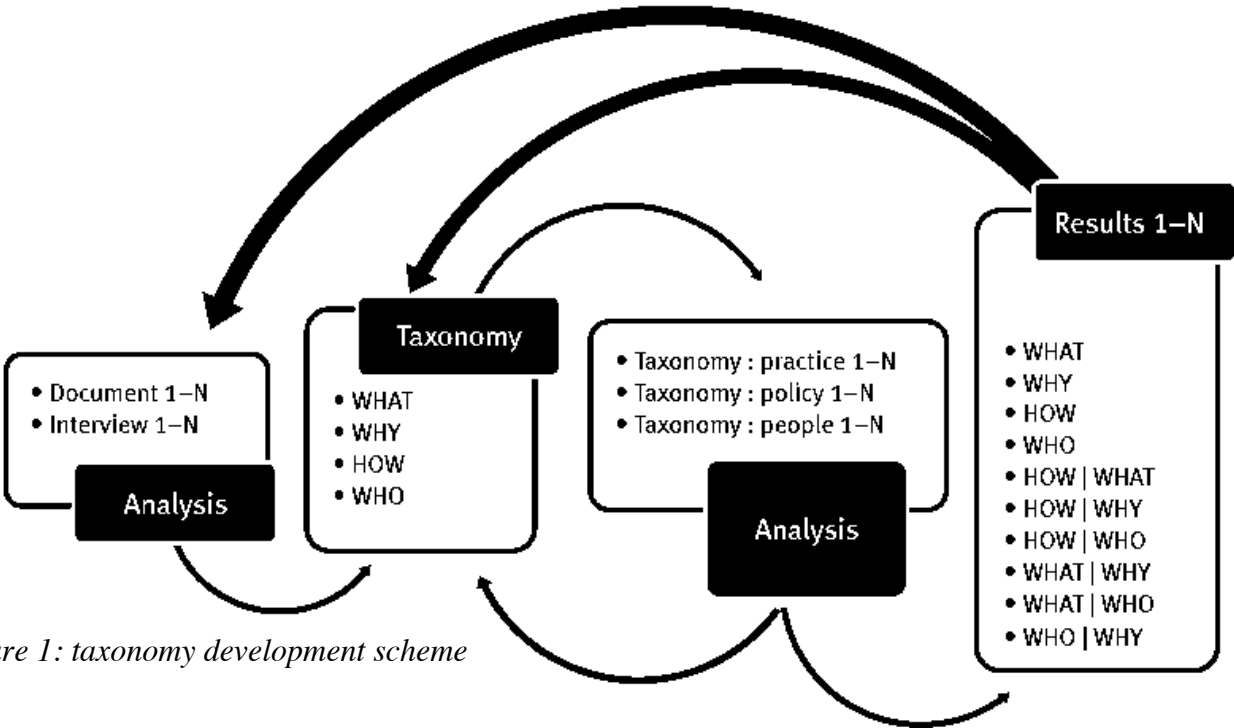 • Document 1–N
• Interview 1–N
Analysis
Taxonomy
• WHAT
• WHY
• HOW
• WHO
• Taxonomy : practice 1–N
• Taxonomy : policy 1–N
• Taxonomy : people 1–N
Analysis
Results 1–N
• WHAT
• WHY
• HOW
• WHO
• HOW | WHAT
• HOW | WHY
• HOW | WHO
• WHAT | WHY
• WHAT | WHO
• WHO | WHY
re 1: taxonomy development scheme